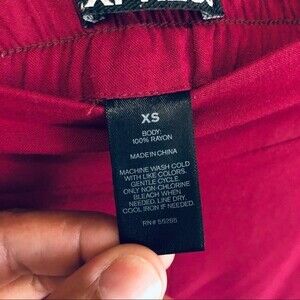 XS
BODY:
100% RAYON
MADE IN CHINA
MACHINE WASH COLD
WITH LIKE COLORS.
GENTLE CYCLE.
ONLY NON-CHLORINE
BLEACH WHEN
NEEDED. LINE DRY.
COOL IRON IF NEEDED.
RN# 55285